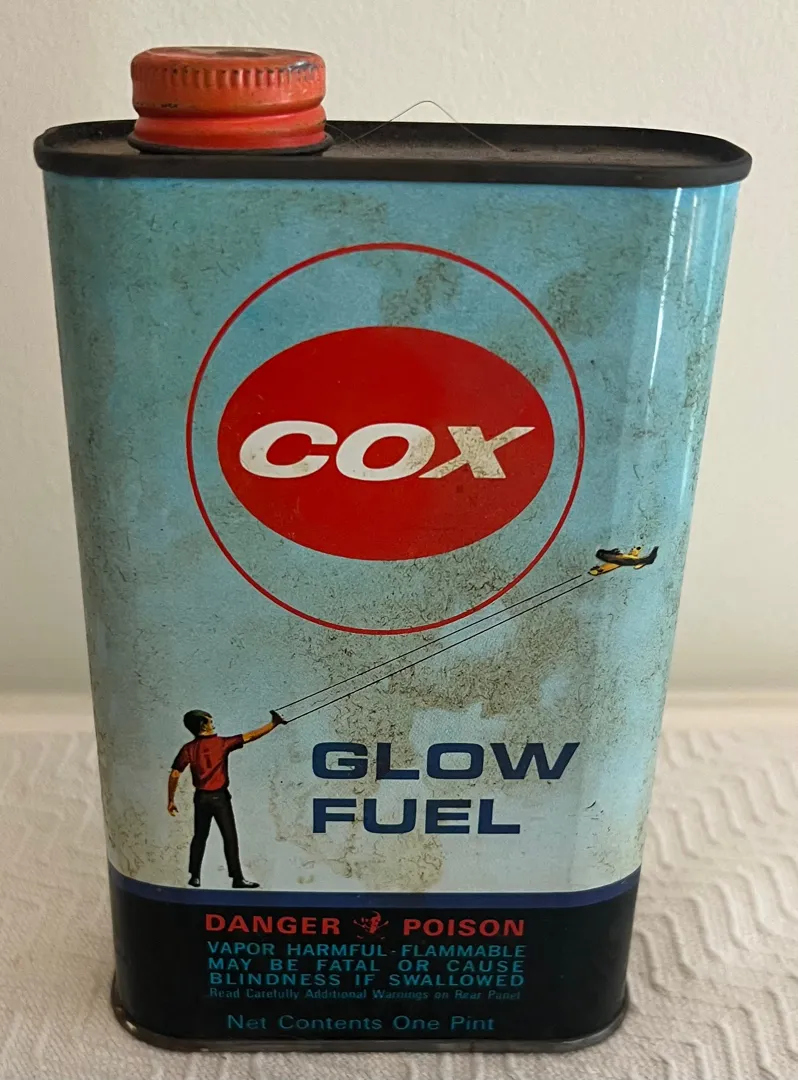 COX
GLOW
FUEL
DANGER POISON
VAPOR HARMFUL-FLAMMABLE
MAY BE FATAL OR CAUSE
BLINDNESS IF SWALLOWED
Read Carefully Additional Warnings on Rear Panel
Net Contents One Pint